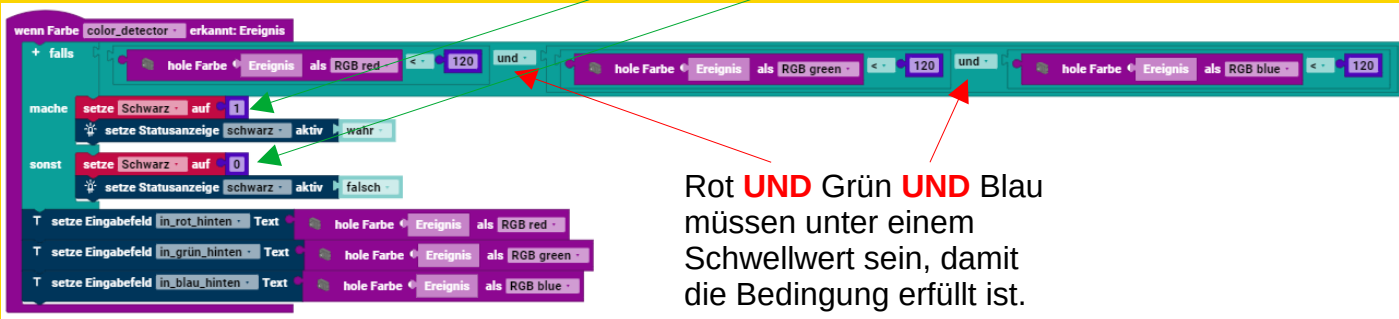 wenn Farbe color_detector erkannt: Ereignis
+ falls hole Farbe Ereignis als RGB red < 120 und hole Farbe Ereignis als RGB green < 120 und hole Farbe Ereignis als RGB blue < 120
mache setze Schwarz auf 1
setze Statusanzeige schwarz aktiv wahr
sonst setze Schwarz auf 0
setze Statusanzeige schwarz aktiv falsch
T setze Eingabefeld in_rot_hinten Text hole Farbe Ereignis als RGB red
T setze Eingabefeld in_grün_hinten Text hole Farbe Ereignis als RGB green
T setze Eingabefeld in_blau_hinten Text hole Farbe Ereignis als RGB blue
Rot UND Grün UND Blau
müssen unter einem
Schwellwert sein, damit
die Bedingung erfüllt ist.